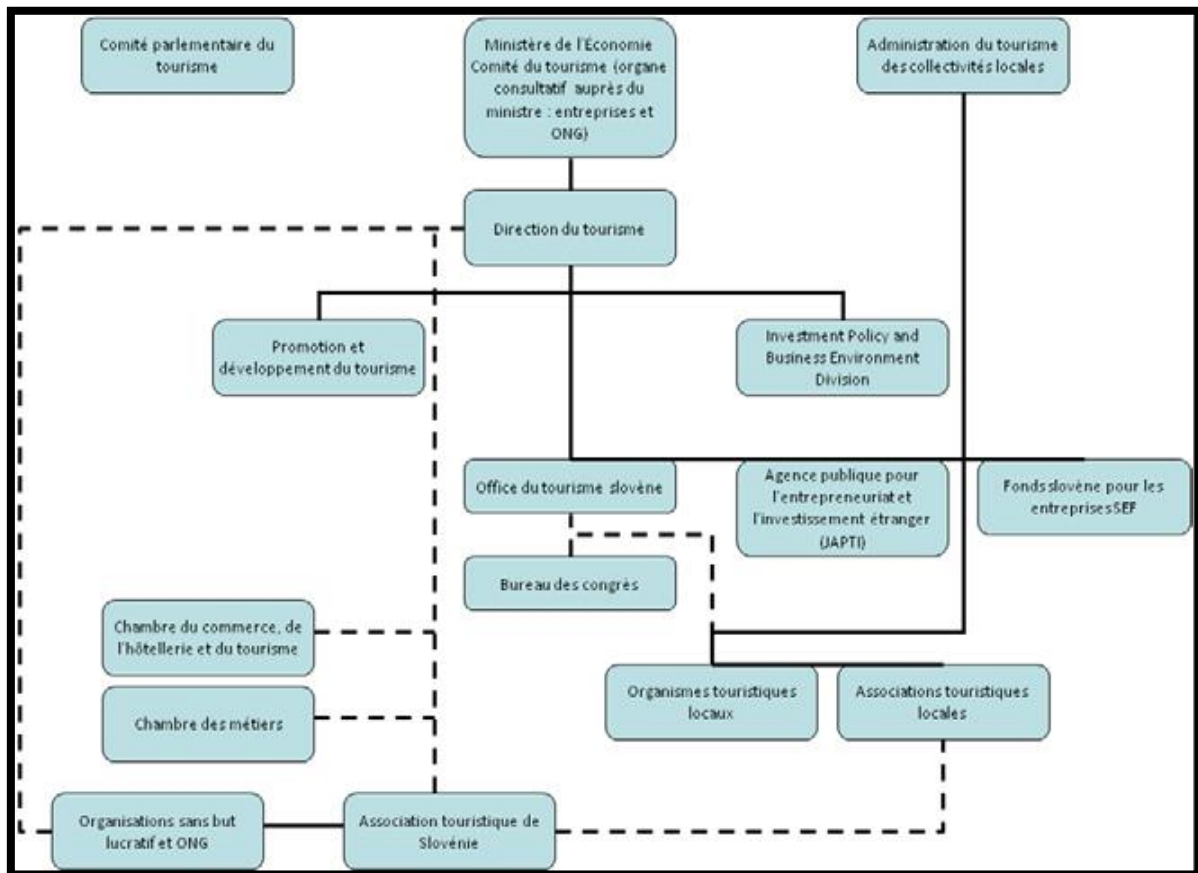 Comité parlementaire du
tourisme
Ministère de l'Économie
Comité du tourisme (organe
consultatif auprès du
ministre : entreprises et
ONG)
Administration du tourisme
des collectivités locales
Direction du tourisme
Promotion et
développement du tourisme
Investment Policy and
Business Environment
Division
Office du tourisme slovène
Agence publique pour
l'entrepreneuriat et
l'investissement étranger
(JAPTI)
Fonds slovène pour les
entreprises SEF
Bureau des congrès
Chambre du commerce, de
l'hôtellerie et du tourisme
Organismes touristiques
locaux
Associations touristiques
locales
Chambre des métiers
Organisations sans but
lucratif et ONG
Association touristique de
Slovénie